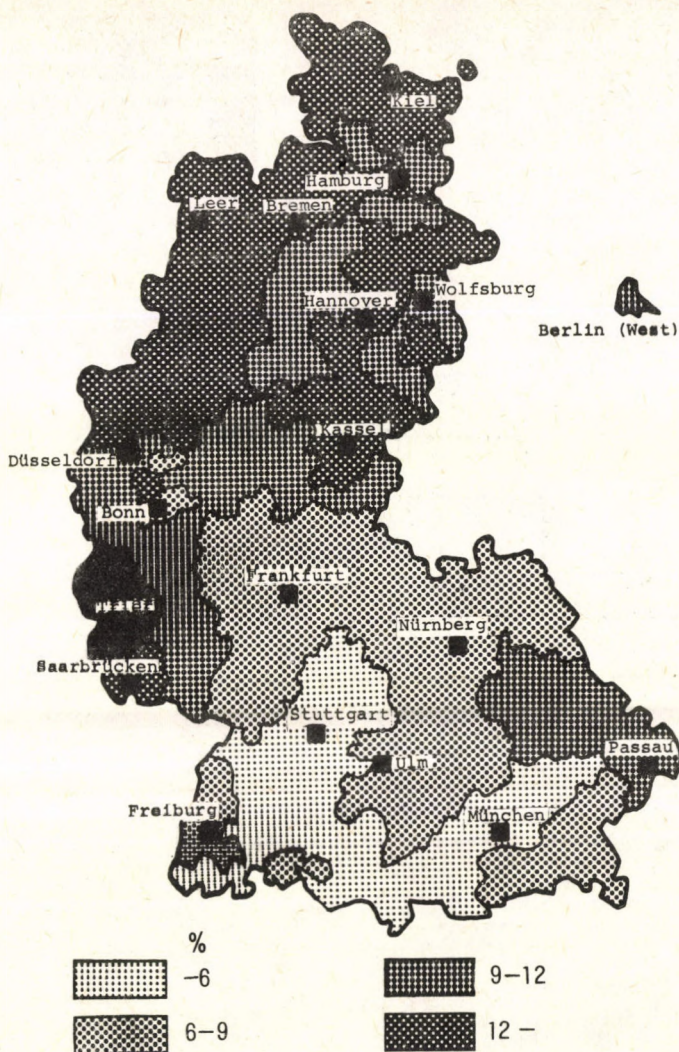 Kiel
Hamburg
Leer
Bremen
Wolfsburg
Hannover
Berlin (West)
Kassel
Düsseldorf
Bonn
Frankfurt
Trier
Nürnberg
Saarbrücken
Stuttgart
Passau
Ulm
Freiburg
München
%
-6
9-12
6-9
12 -